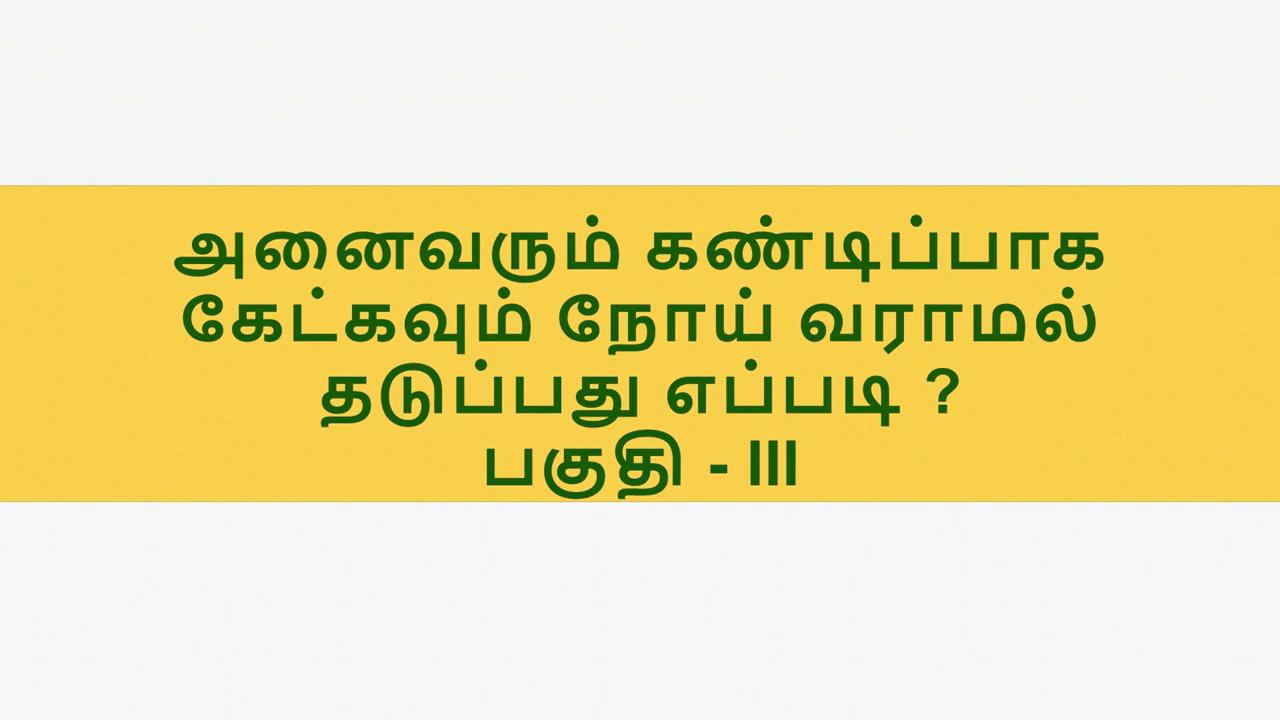 அனைவரும் கண்டிப்பாக
கேட்கவும் நோய் வராமல்
தடுப்பது எப்படி ?
பகுதி - III